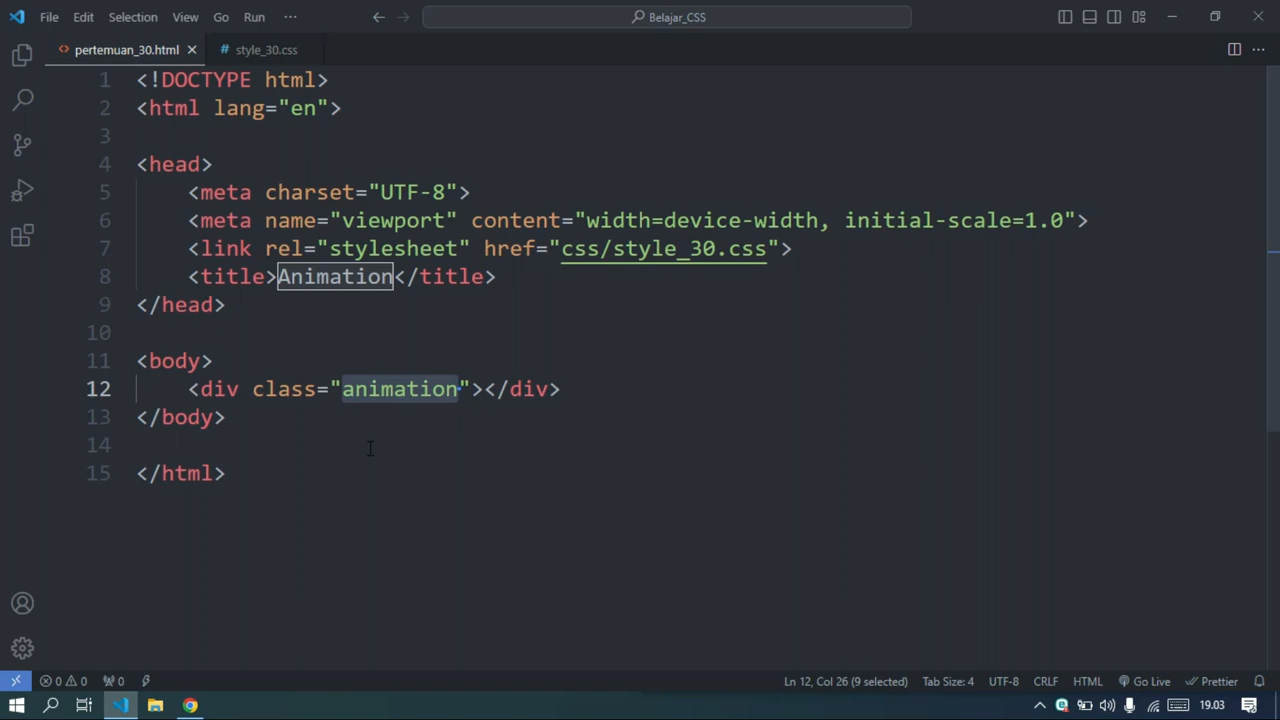 File Edit Selection View Go Run ··· Belajar_CSS
pertemuan_30.html style_30.css
1 <!DOCTYPE html>
2 <html lang="en">
3
4 <head>
5 <meta charset="UTF-8">
6 <meta name="viewport" content="width=device-width, initial-scale=1.0">
7 <link rel="stylesheet" href="css/style_30.css">
8 <title>Animation</title>
9 </head>
10
11 <body>
12 <div class="animation"></div>
13 </body>
14
15 </html>
0 0 0 Ln 12, Col 26 (9 selected) Tab Size: 4 UTF-8 CRLF HTML Go Live Prettier
19.03